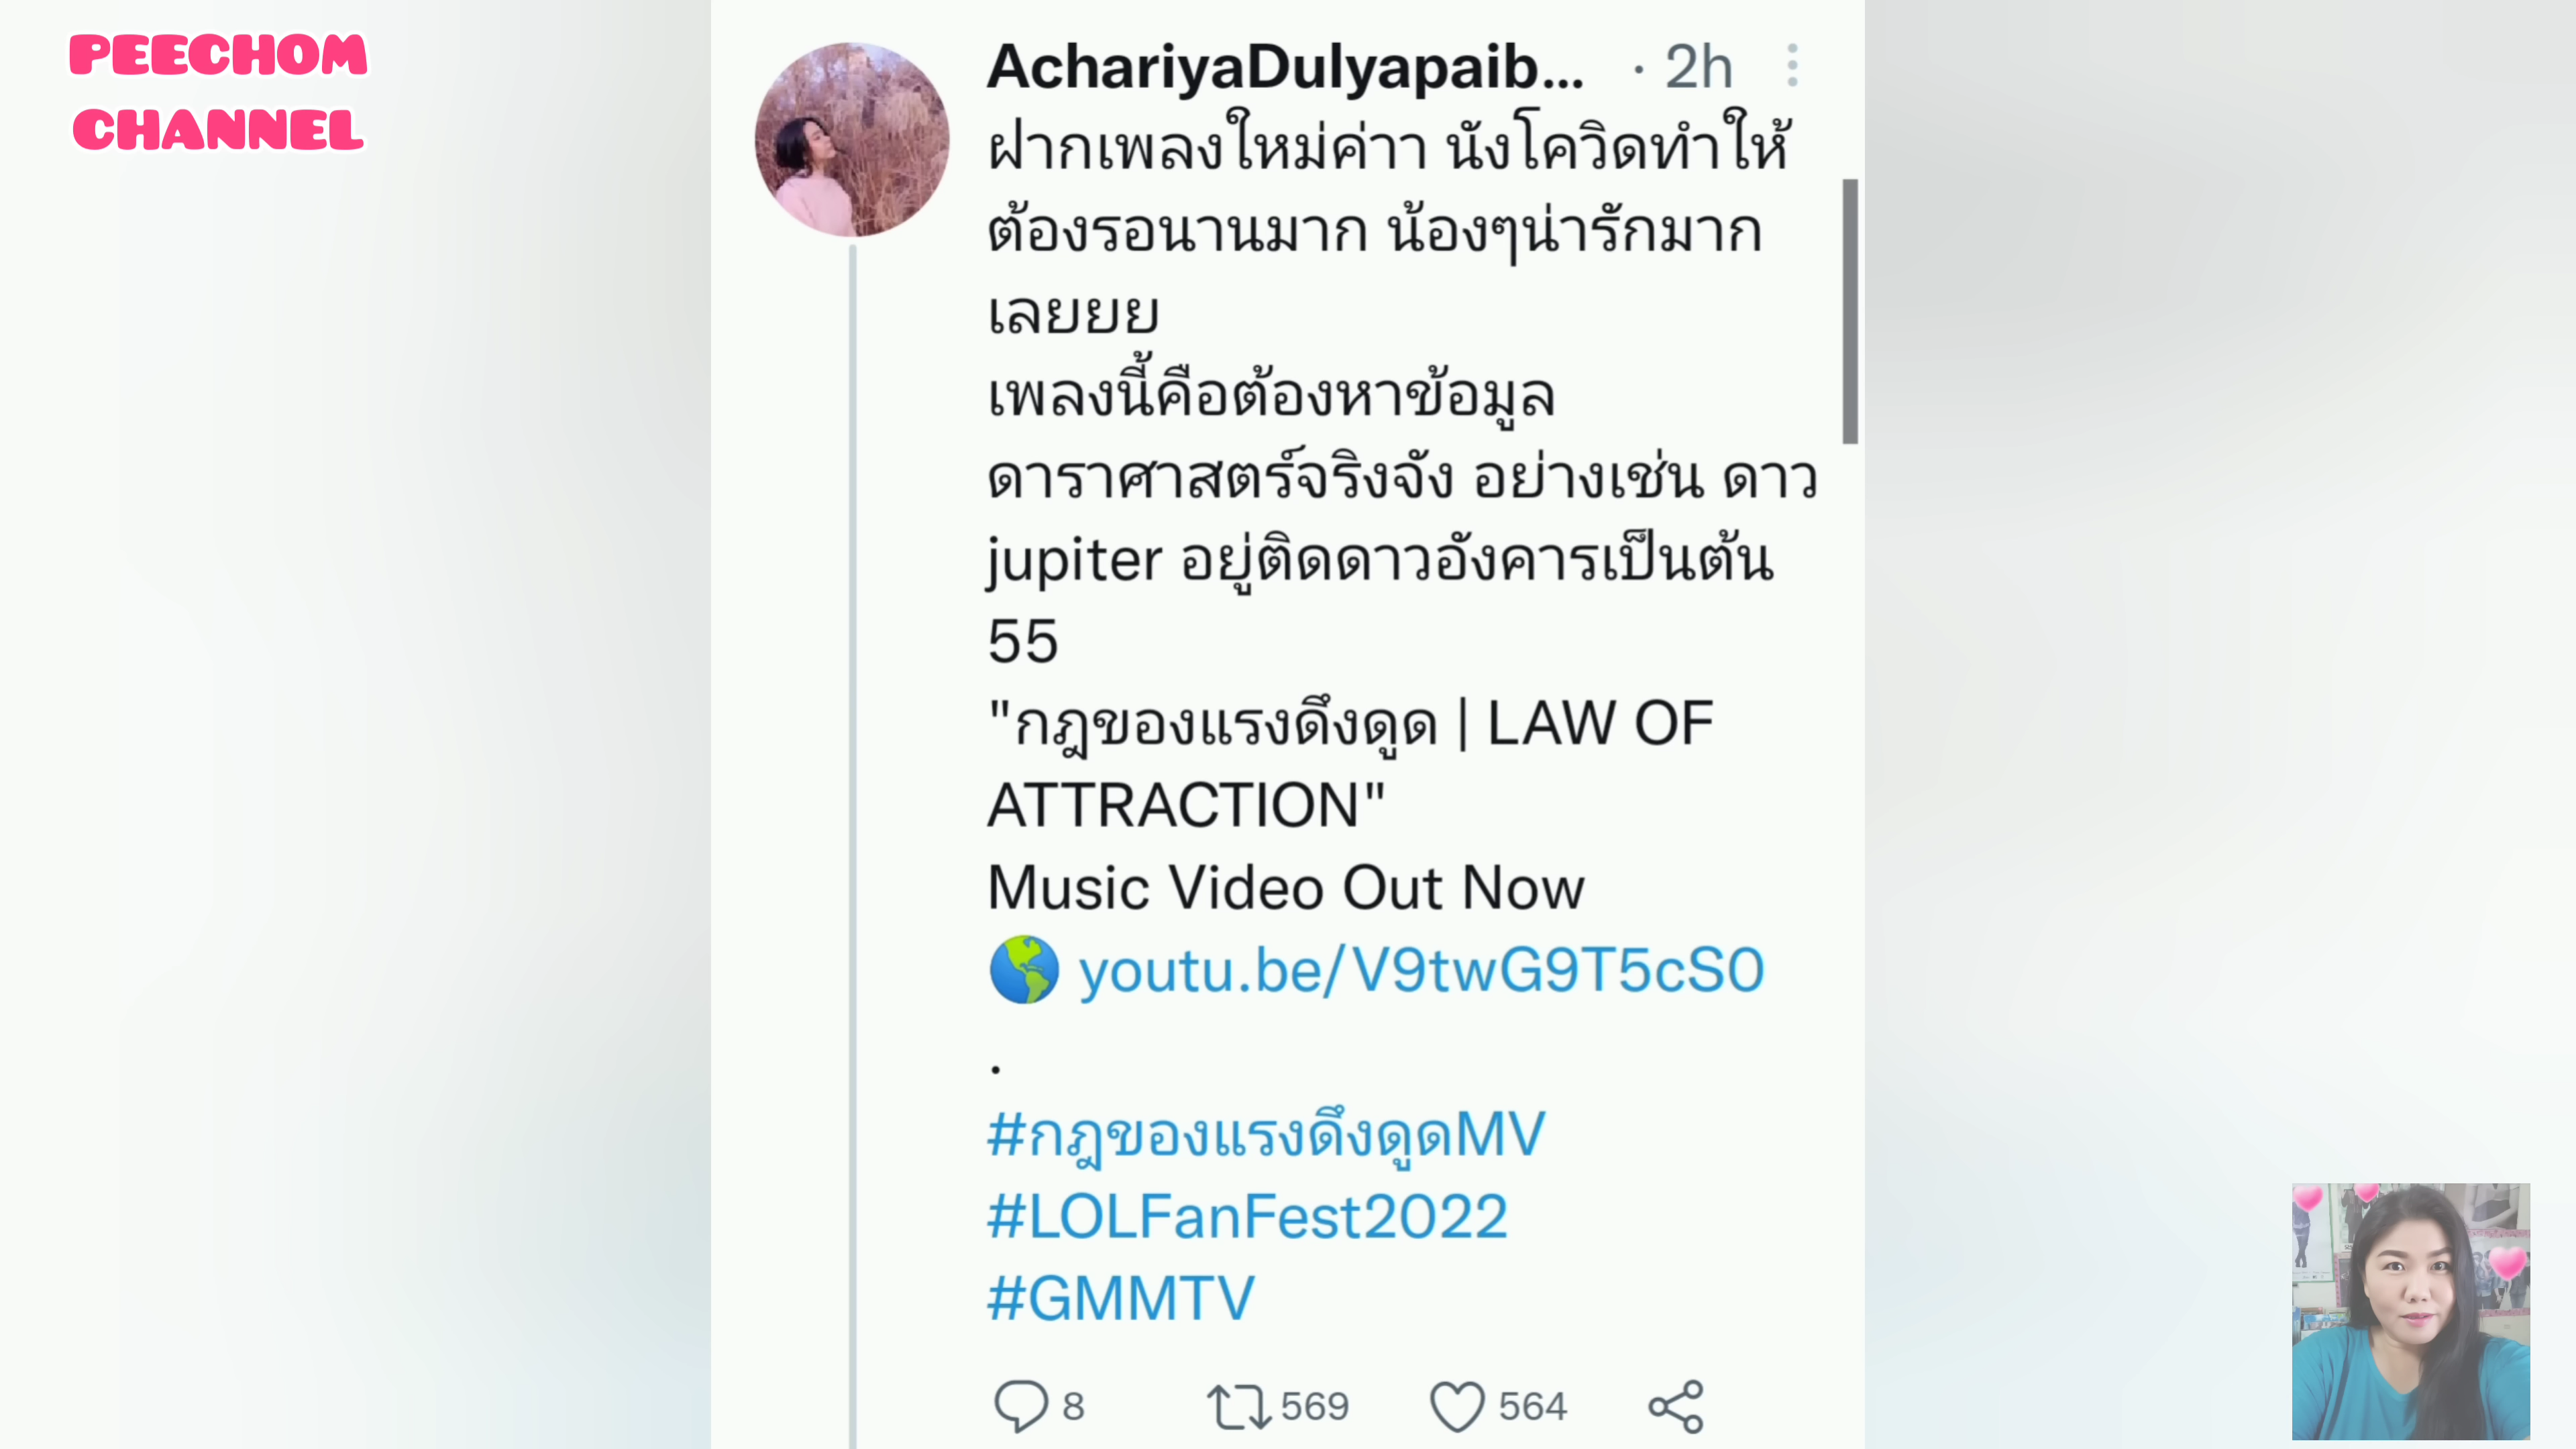 PEECHOM
CHANNEL
AchariyaDulyapaib... · 2h
ฝากเพลงใหม่ค่าา นังโควิดทำให้
ต้องรอนานมาก น้องๆน่ารักมาก
เลยยย
เพลงนี้คือต้องหาข้อมูล
ดาราศาสตร์จริงจัง อย่างเช่น ดาว
jupiter อยู่ติดดาวอังคารเป็นต้น
55
"กฎของแรงดึงดูด | LAW OF
ATTRACTION"
Music Video Out Now
🌎 youtu.be/V9twG9T5cS0
.
#กฎของแรงดึงดูดMV
#LOLFanFest2022
#GMMTV
8 569 564